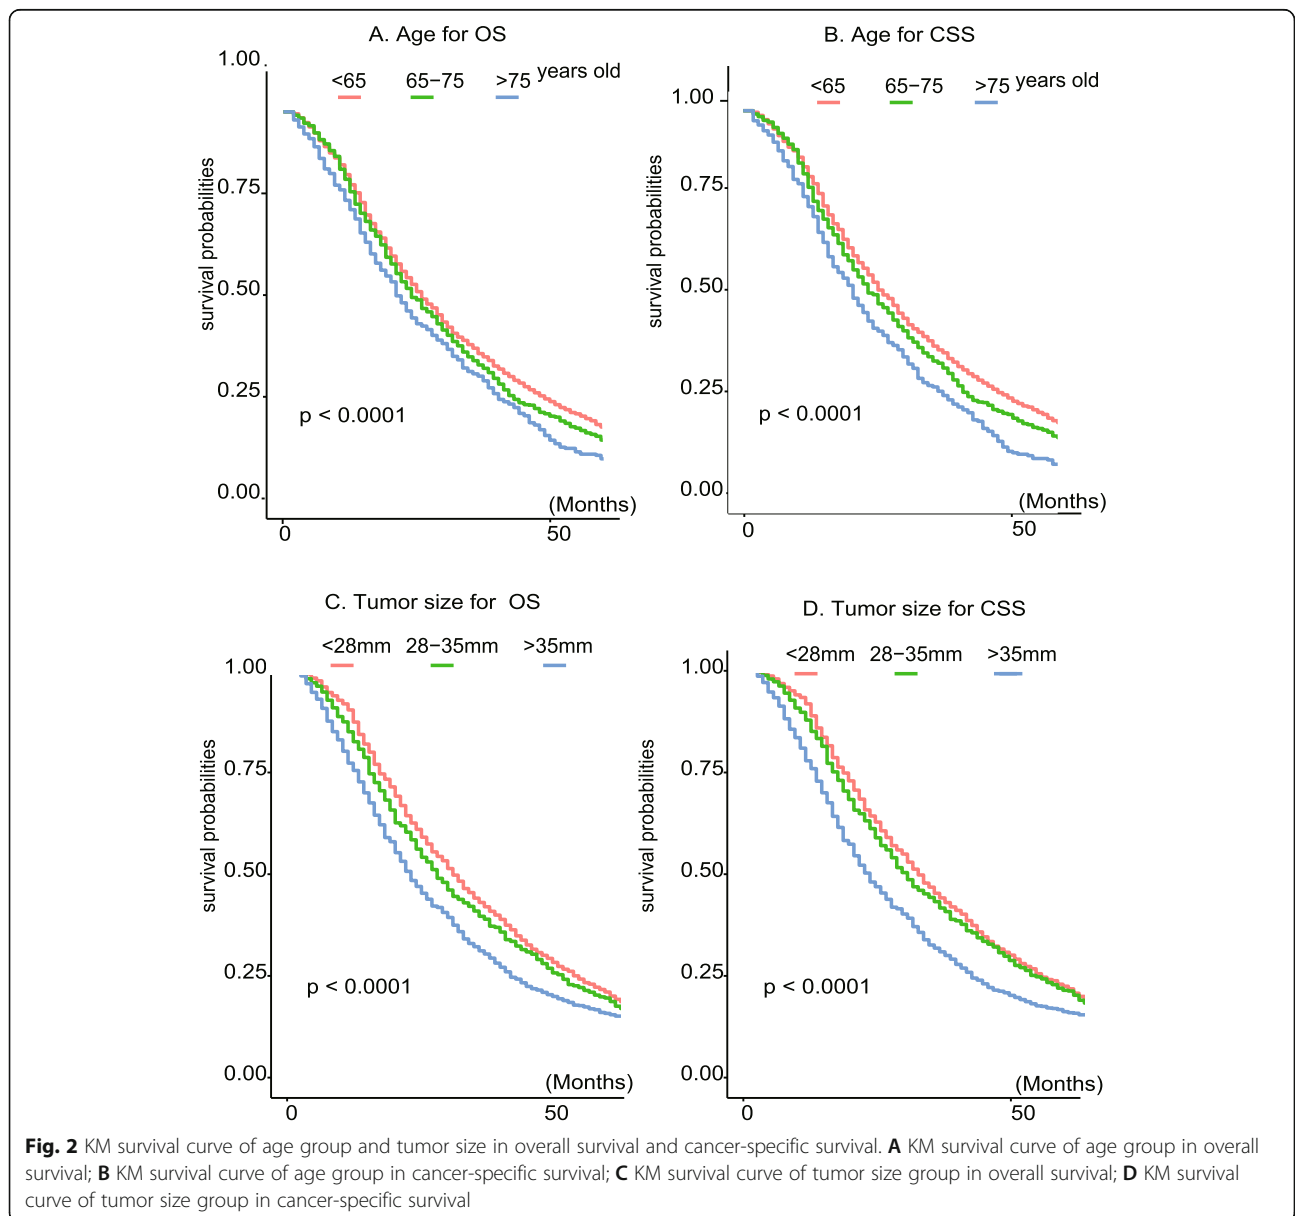 A. Age for OS
1.00
<65 65−75 >75 years old
survival probabilities
0.75
0.50
0.25
p < 0.0001
0.00
(Months)
0 50
B. Age for CSS
<65 65−75 >75 years old
1.00
survival probabilities
0.75
0.50
0.25
p < 0.0001
0.00
(Months)
0 50
C. Tumor size for OS
<28mm 28−35mm >35mm
1.00
survival probabilities
0.75
0.50
0.25
p < 0.0001
0.00
(Months)
0 50
D. Tumor size for CSS
<28mm 28−35mm >35mm
1.00
survival probabilities
0.75
0.50
0.25
p < 0.0001
0.00
(Months)
0 50
Fig. 2 KM survival curve of age group and tumor size in overall survival and cancer-specific survival. A KM survival curve of age group in overall
survival; B KM survival curve of age group in cancer-specific survival; C KM survival curve of tumor size group in overall survival; D KM survival
curve of tumor size group in cancer-specific survival